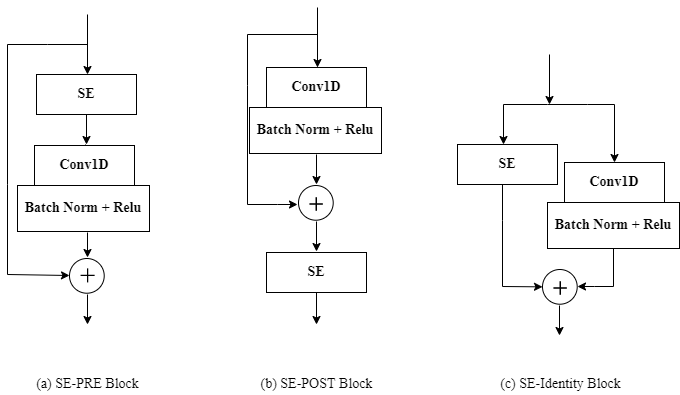 SE
Conv1D
Batch Norm + Relu
+
(a) SE-PRE Block
Conv1D
Batch Norm + Relu
+
SE
(b) SE-POST Block
SE
Conv1D
Batch Norm + Relu
+
(c) SE-Identity Block